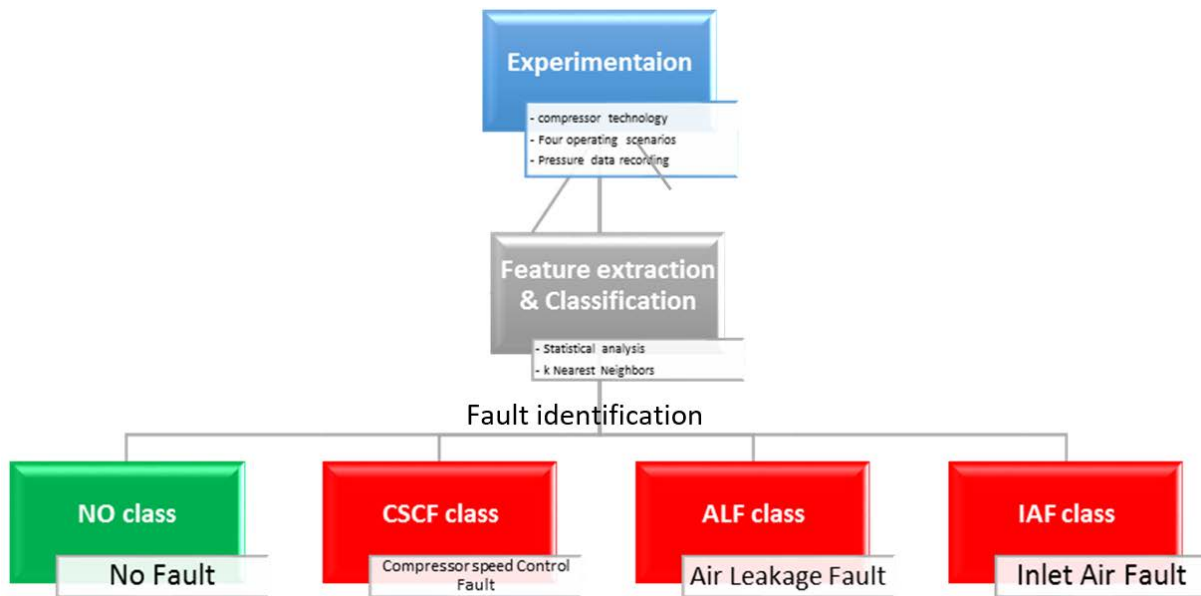 Experimentaion
- compressor technology
- Four operating scenarios
- Pressure data recording
Feature extraction
& Classification
- Statistical analysis
- k Nearest Neighbors
Fault identification
NO class
CSCF class
ALF class
IAF class
No Fault
Compressor speed Control
Fault
Air Leakage Fault
Inlet Air Fault